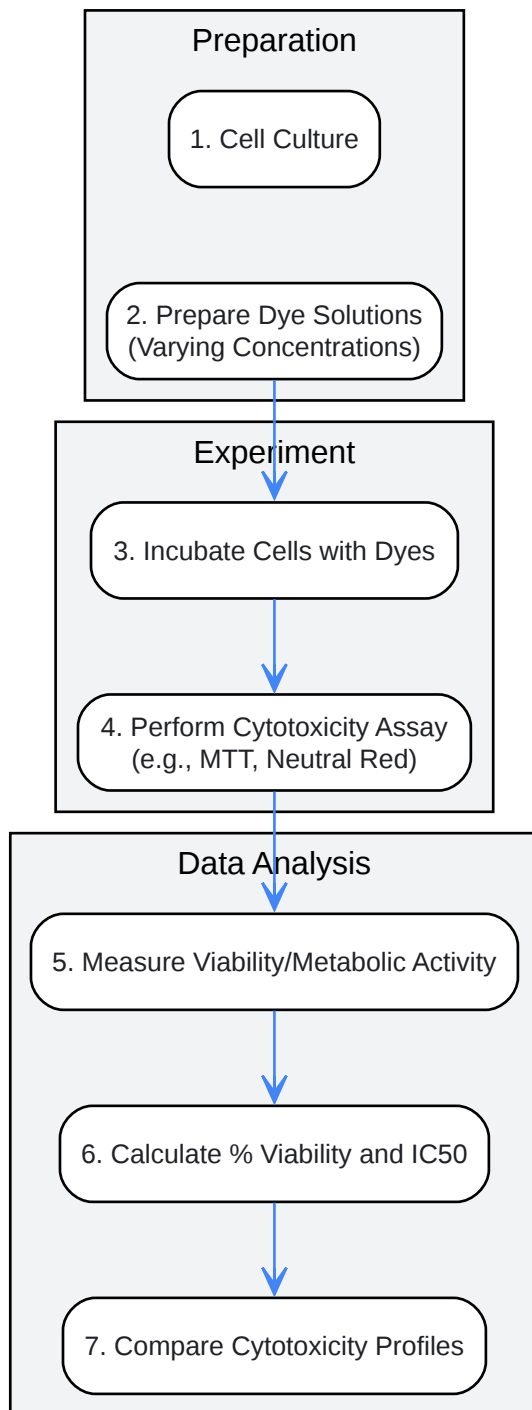 Preparation
1. Cell Culture
2. Prepare Dye Solutions
(Varying Concentrations)
Experiment
3. Incubate Cells with Dyes
4. Perform Cytotoxicity Assay
(e.g., MTT, Neutral Red)
Data Analysis
5. Measure Viability/Metabolic Activity
6. Calculate % Viability and IC50
7. Compare Cytotoxicity Profiles